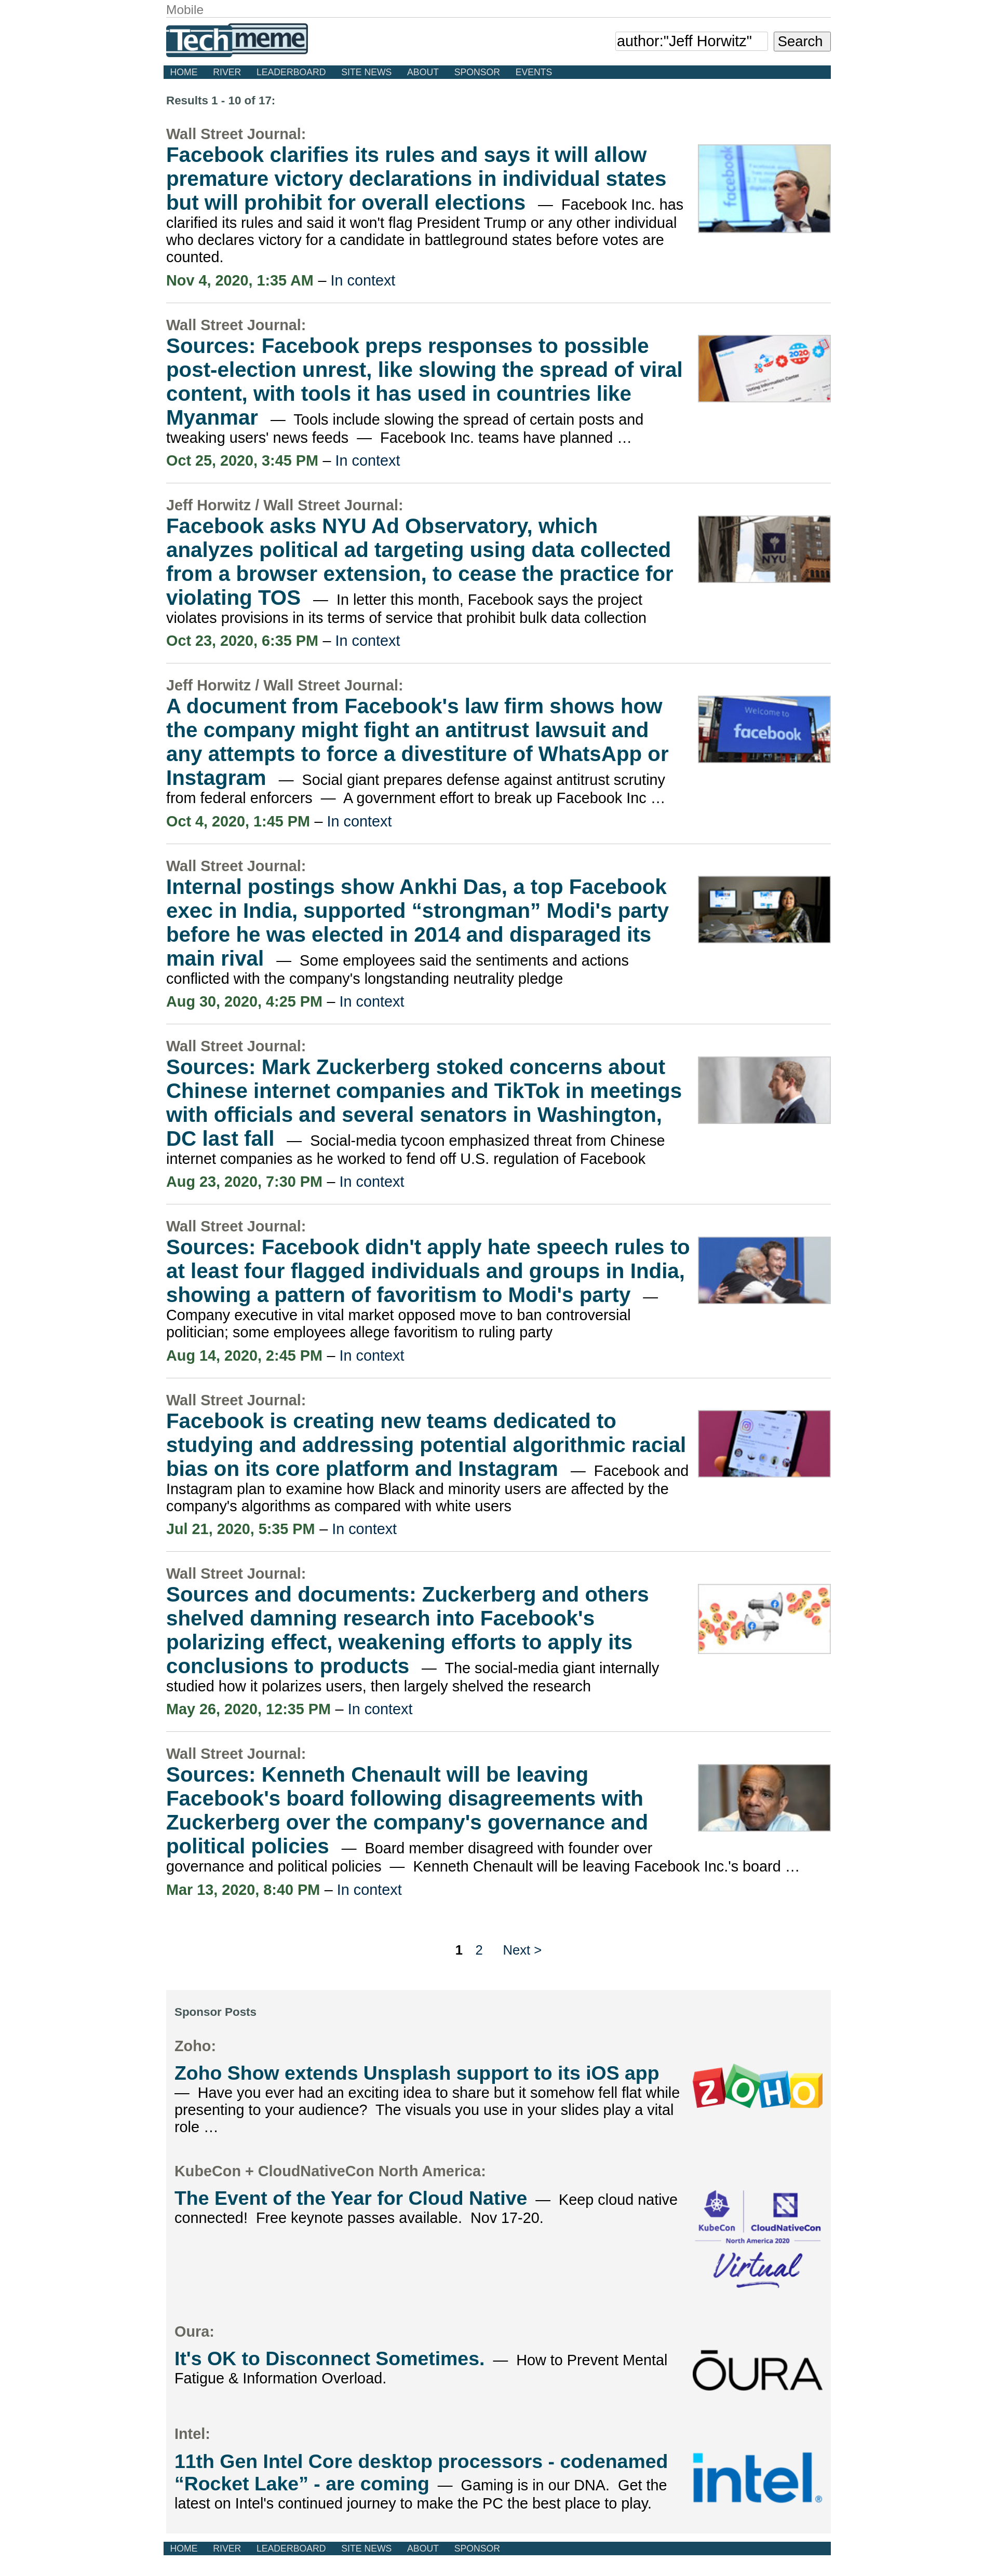 Mobile
Techmeme
author:"Jeff Horwitz"
Search
HOME RIVER LEADERBOARD SITE NEWS ABOUT SPONSOR EVENTS
Results 1 - 10 of 17:
Wall Street Journal:
Facebook clarifies its rules and says it will allow
premature victory declarations in individual states
but will prohibit for overall elections — Facebook Inc. has
clarified its rules and said it won't flag President Trump or any other individual
who declares victory for a candidate in battleground states before votes are
counted.
Nov 4, 2020, 1:35 AM – In context
Wall Street Journal:
Sources: Facebook preps responses to possible
post-election unrest, like slowing the spread of viral
content, with tools it has used in countries like
Myanmar — Tools include slowing the spread of certain posts and
tweaking users' news feeds — Facebook Inc. teams have planned …
Oct 25, 2020, 3:45 PM – In context
Jeff Horwitz / Wall Street Journal:
Facebook asks NYU Ad Observatory, which
analyzes political ad targeting using data collected
from a browser extension, to cease the practice for
violating TOS — In letter this month, Facebook says the project
violates provisions in its terms of service that prohibit bulk data collection
NYU
Oct 23, 2020, 6:35 PM – In context
Jeff Horwitz / Wall Street Journal:
A document from Facebook's law firm shows how
the company might fight an antitrust lawsuit and
any attempts to force a divestiture of WhatsApp or
Instagram — Social giant prepares defense against antitrust scrutiny
from federal enforcers — A government effort to break up Facebook Inc …
Welcome to
facebook
Oct 4, 2020, 1:45 PM – In context
Wall Street Journal:
Internal postings show Ankhi Das, a top Facebook
exec in India, supported “strongman” Modi's party
before he was elected in 2014 and disparaged its
main rival — Some employees said the sentiments and actions
conflicted with the company's longstanding neutrality pledge
Aug 30, 2020, 4:25 PM – In context
Wall Street Journal:
Sources: Mark Zuckerberg stoked concerns about
Chinese internet companies and TikTok in meetings
with officials and several senators in Washington,
DC last fall — Social-media tycoon emphasized threat from Chinese
internet companies as he worked to fend off U.S. regulation of Facebook
Aug 23, 2020, 7:30 PM – In context
Wall Street Journal:
Sources: Facebook didn't apply hate speech rules to
at least four flagged individuals and groups in India,
showing a pattern of favoritism to Modi's party —
Company executive in vital market opposed move to ban controversial
politician; some employees allege favoritism to ruling party
Aug 14, 2020, 2:45 PM – In context
Wall Street Journal:
Facebook is creating new teams dedicated to
studying and addressing potential algorithmic racial
bias on its core platform and Instagram — Facebook and
Instagram plan to examine how Black and minority users are affected by the
company's algorithms as compared with white users
Jul 21, 2020, 5:35 PM – In context
Wall Street Journal:
Sources and documents: Zuckerberg and others
shelved damning research into Facebook's
polarizing effect, weakening efforts to apply its
conclusions to products — The social-media giant internally
studied how it polarizes users, then largely shelved the research
May 26, 2020, 12:35 PM – In context
Wall Street Journal:
Sources: Kenneth Chenault will be leaving
Facebook's board following disagreements with
Zuckerberg over the company's governance and
political policies — Board member disagreed with founder over
governance and political policies — Kenneth Chenault will be leaving Facebook Inc.'s board …
Mar 13, 2020, 8:40 PM – In context
1 2 Next >
Sponsor Posts
Zoho:
Zoho Show extends Unsplash support to its iOS app
— Have you ever had an exciting idea to share but it somehow fell flat while
presenting to your audience? The visuals you use in your slides play a vital
role …
ZOHO
KubeCon + CloudNativeCon North America:
The Event of the Year for Cloud Native — Keep cloud native
connected! Free keynote passes available. Nov 17-20.
KubeCon CloudNativeCon
North America 2020
Virtual
Oura:
It's OK to Disconnect Sometimes. — How to Prevent Mental
Fatigue & Information Overload.
ŌURA
Intel:
11th Gen Intel Core desktop processors - codenamed
“Rocket Lake” - are coming — Gaming is in our DNA. Get the
latest on Intel's continued journey to make the PC the best place to play.
intel®
HOME RIVER LEADERBOARD SITE NEWS ABOUT SPONSOR